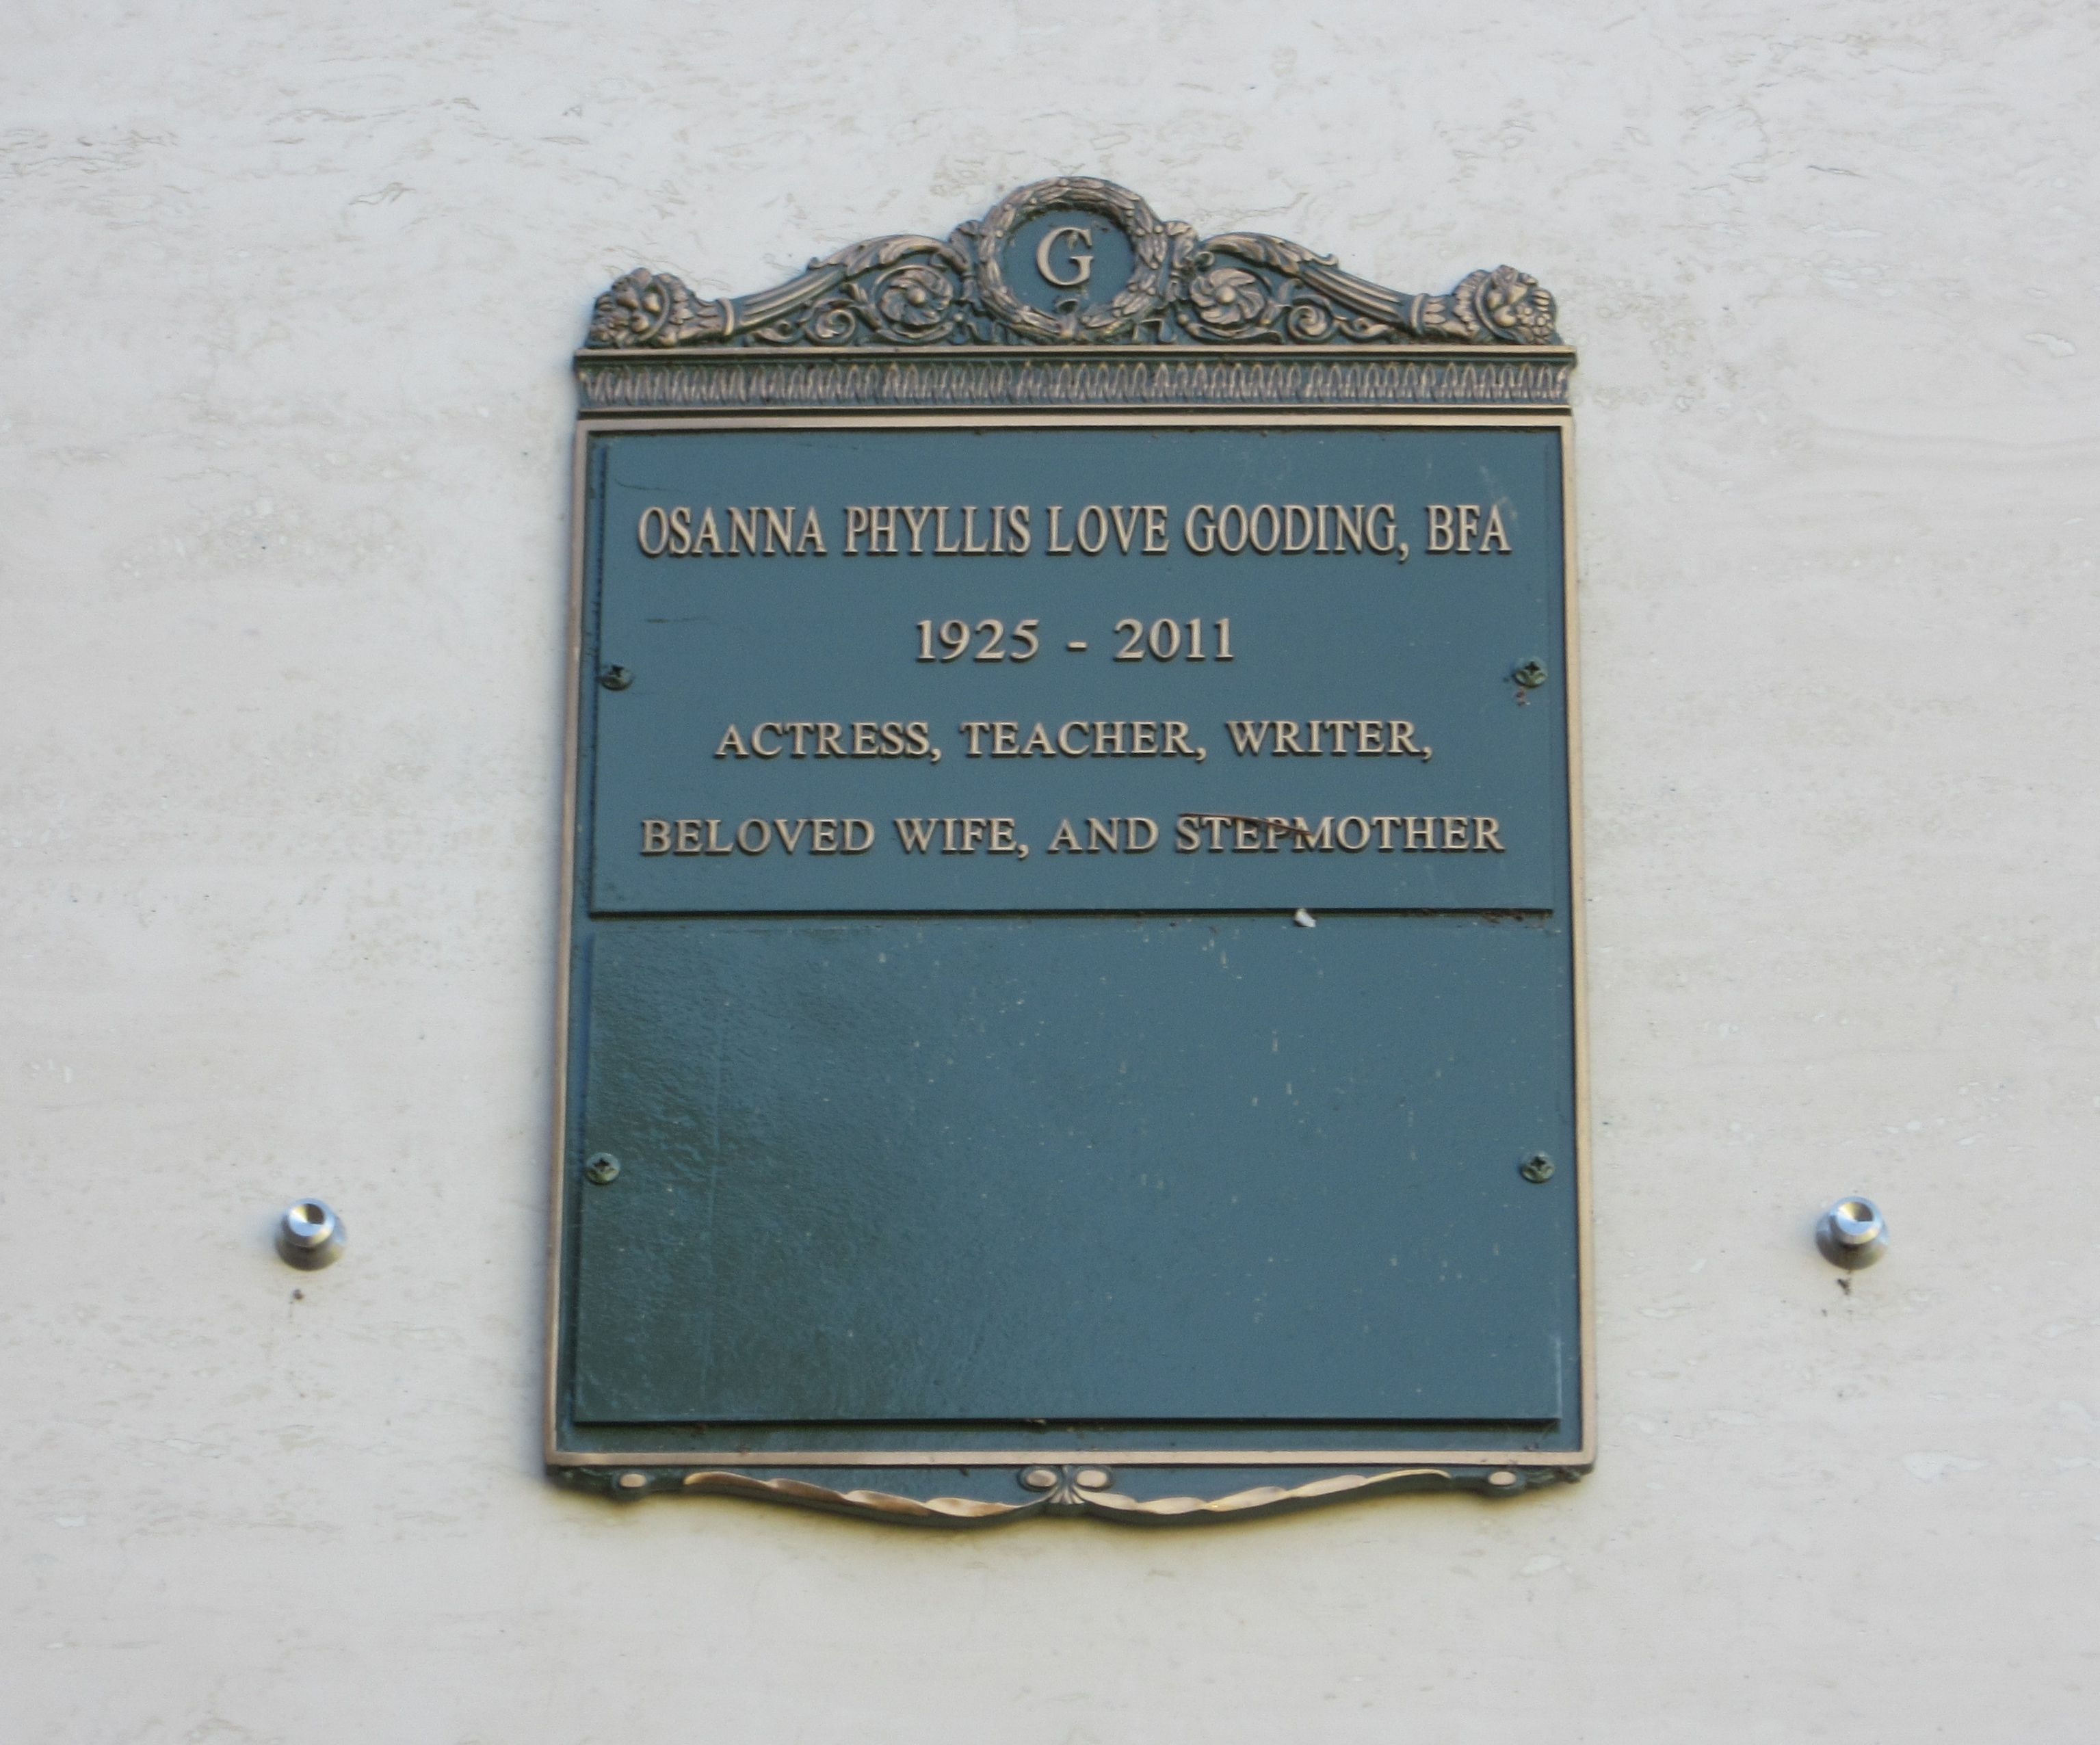 G
OSANNA PHYLLIS LOVE GOODING, BFA
1925 - 2011
ACTRESS, TEACHER, WRITER,
BELOVED WIFE, AND STEPMOTHER